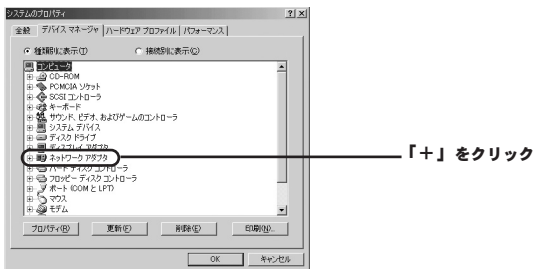 システムのプロパティ
全般 デバイス マネージャ ハードウェア プロファイル パフォーマンス
種類別に表示(T) 接続別に表示(C)
コンピュータ
CD-ROM
PCMCIA ソケット
SCSI コントローラ
キーボード
サウンド、ビデオ、およびゲームのコントローラ
システム デバイス
ディスク ドライブ
ディスプレイ アダプタ
ネットワーク アダプタ
「+」をクリック
ハード ディスク コントローラ
フロッピー ディスク コントローラ
ポート (COM と LPT)
マウス
モデム
プロパティ(R) 更新(F) 削除(E) 印刷(N)...
OK キャンセル